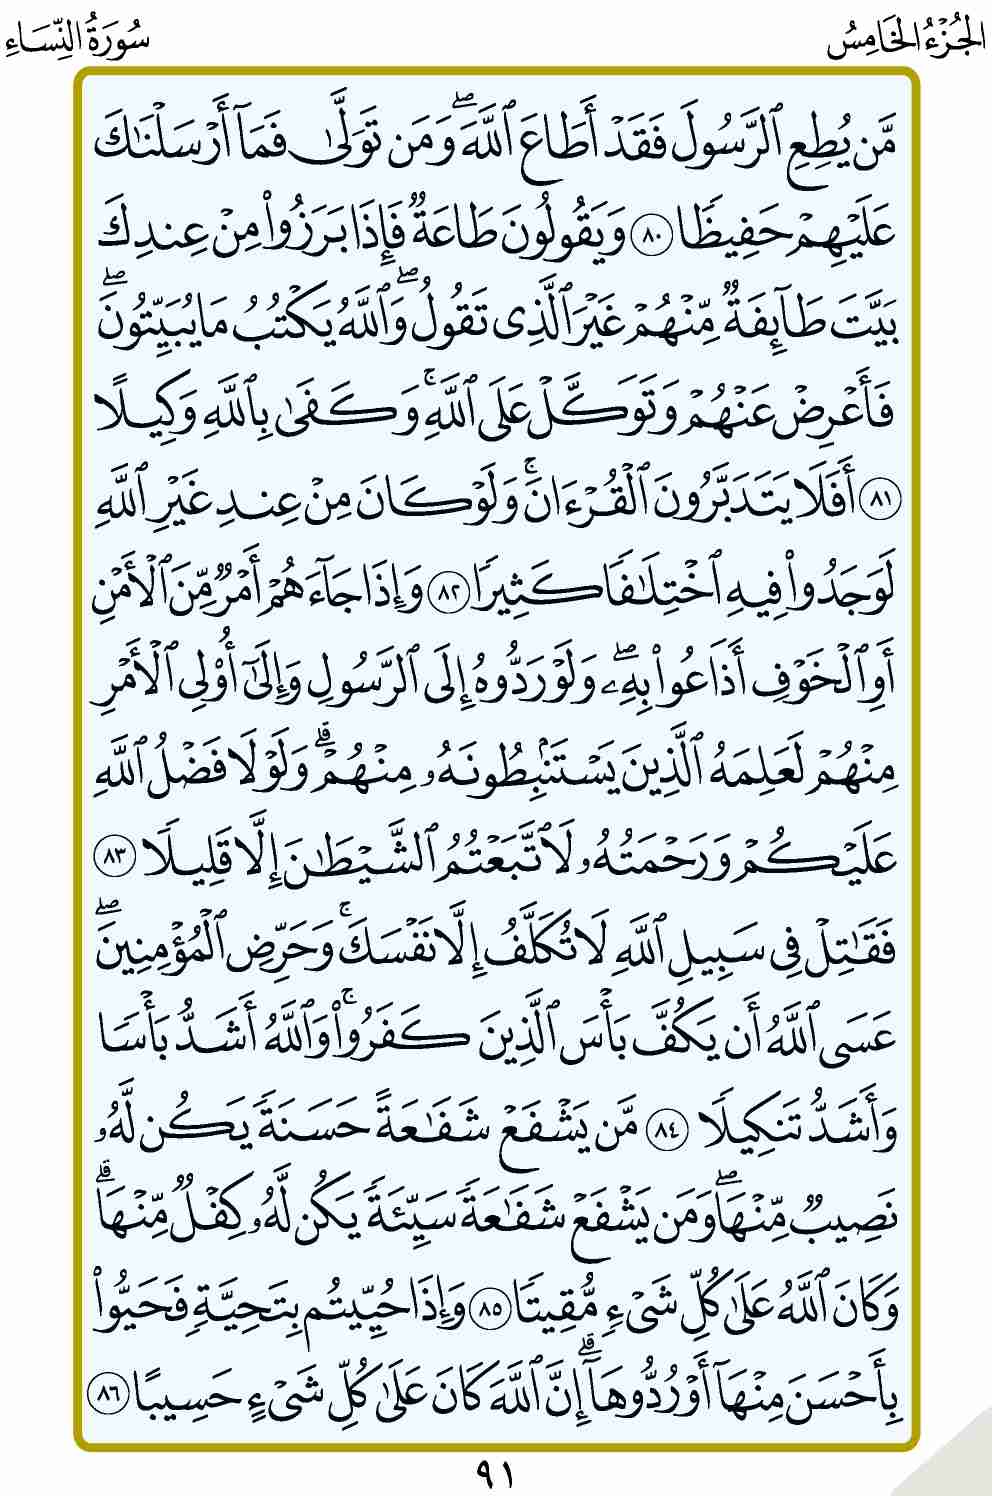 الجُزْءُ الخَامِسُ
سُورَةُ النِّسَاءِ
مَّن يُطِعِ ٱلرَّسُولَ فَقَدْ أَطَاعَ ٱللَّهَۖ وَمَن تَوَلَّىٰ فَمَآ أَرْسَلْنَٰكَ
عَلَيْهِمْ حَفِيظًا ٨٠ وَيَقُولُونَ طَاعَةٌ فَإِذَا بَرَزُوا۟ مِنْ عِندِكَ
بَيَّتَ طَآئِفَةٌ مِّنْهُمْ غَيْرَ ٱلَّذِى تَقُولُۖ وَٱللَّهُ يَكْتُبُ مَا يُبَيِّتُونَۖ
فَأَعْرِضْ عَنْهُمْ وَتَوَكَّلْ عَلَى ٱللَّهِۚ وَكَفَىٰ بِٱللَّهِ وَكِيلًا
٨١ أَفَلَا يَتَدَبَّرُونَ ٱلْقُرْءَانَۚ وَلَوْ كَانَ مِنْ عِندِ غَيْرِ ٱللَّهِ
لَوَجَدُوا۟ فِيهِ ٱخْتِلَٰفًا كَثِيرًا ٨٢ وَإِذَا جَآءَهُمْ أَمْرٌ مِّنَ ٱلْأَمْنِ
أَوِ ٱلْخَوْفِ أَذَاعُوا۟ بِهِۦۖ وَلَوْ رَدُّوهُ إِلَى ٱلرَّسُولِ وَإِلَىٰٓ أُو۟لِى ٱلْأَمْرِ
مِنْهُمْ لَعَلِمَهُ ٱلَّذِينَ يَسْتَنۢبِطُونَهُۥ مِنْهُمْۗ وَلَوْلَا فَضْلُ ٱللَّهِ
عَلَيْكُمْ وَرَحْمَتُهُۥ لَٱتَّبَعْتُمُ ٱلشَّيْطَٰنَ إِلَّا قَلِيلًا ٨٣
فَقَٰتِلْ فِى سَبِيلِ ٱللَّهِ لَا تُكَلَّفُ إِلَّا نَفْسَكَۚ وَحَرِّضِ ٱلْمُؤْمِنِينَۖ
عَسَى ٱللَّهُ أَن يَكُفَّ بَأْسَ ٱلَّذِينَ كَفَرُوا۟ۚ وَٱللَّهُ أَشَدُّ بَأْسًا
وَأَشَدُّ تَنكِيلًا ٨٤ مَّن يَشْفَعْ شَفَٰعَةً حَسَنَةً يَكُن لَّهُۥ
نَصِيبٌ مِّنْهَاۖ وَمَن يَشْفَعْ شَفَٰعَةً سَيِّئَةً يَكُن لَّهُۥ كِفْلٌ مِّنْهَاۗ
وَكَانَ ٱللَّهُ عَلَىٰ كُلِّ شَىْءٍ مُّقِيتًا ٨٥ وَإِذَا حُيِّيتُم بِتَحِيَّةٍ فَحَيُّوا۟
بِأَحْسَنَ مِنْهَآ أَوْ رُدُّوهَآۗ إِنَّ ٱللَّهَ كَانَ عَلَىٰ كُلِّ شَىْءٍ حَسِيبًا ٨٦
٩١